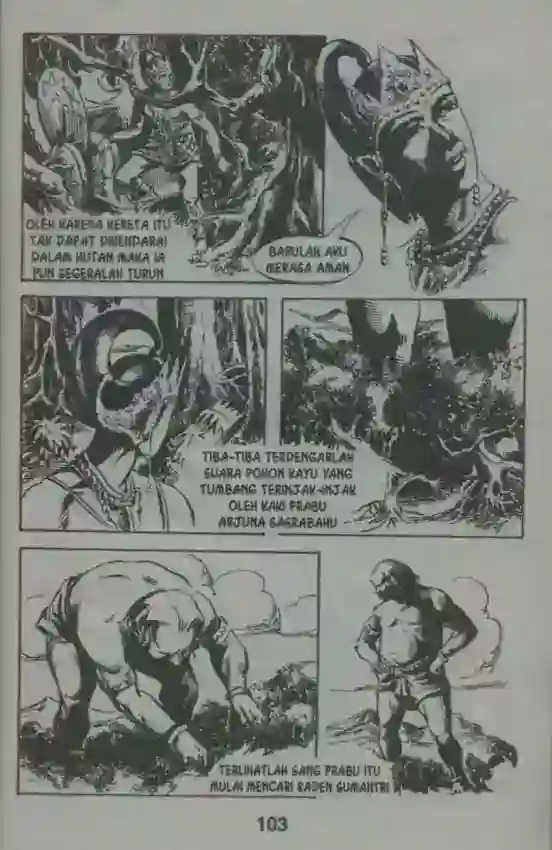 OLEH KARENA KERETA ITU
TAK DAPAT DIKENDARAI
DALAM HUTAN MAKA IA
PUN SEGERALAH TURUN
BARULAH AKU
MERASA AMAN
TIBA-TIBA TERDENGARLAH
SUARA POHON KAYU YANG
TUMBANG TERINJAK-INJAK
OLEH KAKI PRABU
ARJUNA SASRABAHU
TERLIHATLAH SANG PRABU ITU
MULAI MENCARI RADEN SUMANTRI
103